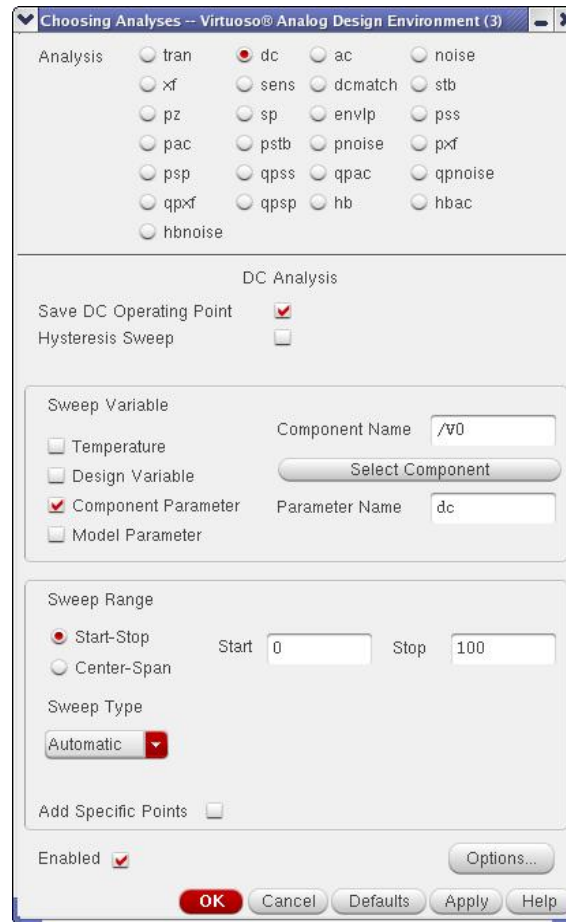 Choosing Analyses -- Virtuoso® Analog Design Environment (3)
Analysis tran dc ac noise
xf sens dcmatch stb
pz sp envlp pss
pac pstb pnoise pxf
psp qpss qpac qpnoise
qpxf qpsp hb hbac
hbnoise
DC Analysis
Save DC Operating Point
Hysteresis Sweep
Sweep Variable
Component Name /V0
Temperature
Select Component
Design Variable
Component Parameter Parameter Name dc
Model Parameter
Sweep Range
Start-Stop Start 0 Stop 100
Center-Span
Sweep Type
Automatic
Add Specific Points
Enabled Options...
OK Cancel Defaults Apply Help